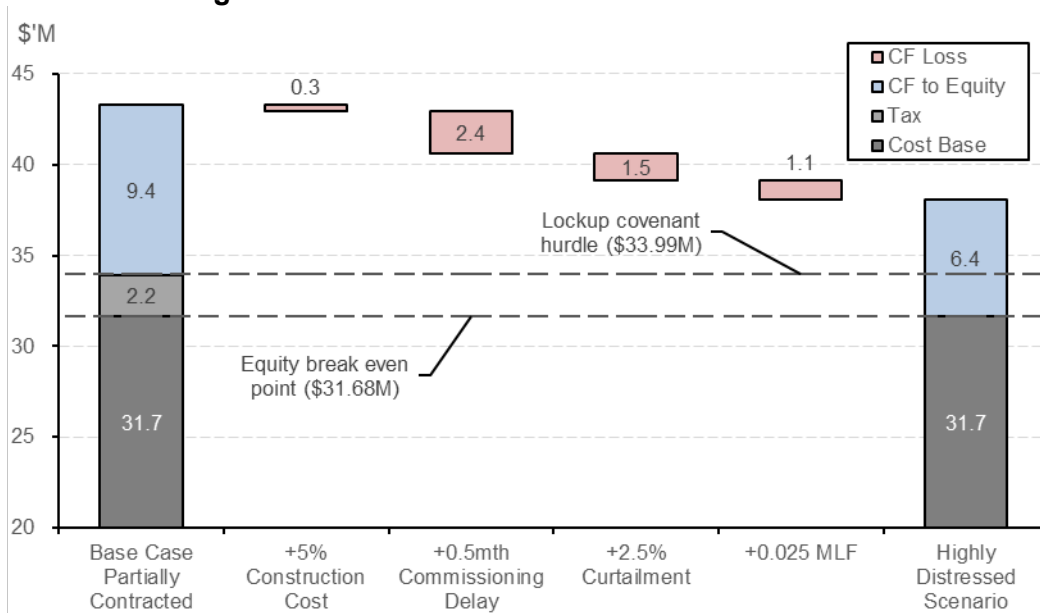 $'M
CF Loss
CF to Equity
Tax
Cost Base
45
40
35
30
25
20
0.3
2.4
1.5
1.1
9.4
2.2
31.7
6.4
31.7
Lockup covenant
hurdle ($33.99M)
Equity break even
point ($31.68M)
Base Case
Partially
Contracted
+5%
Construction
Cost
+0.5mth
Commissioning
Delay
+2.5%
Curtailment
+0.025 MLF
Highly
Distressed
Scenario